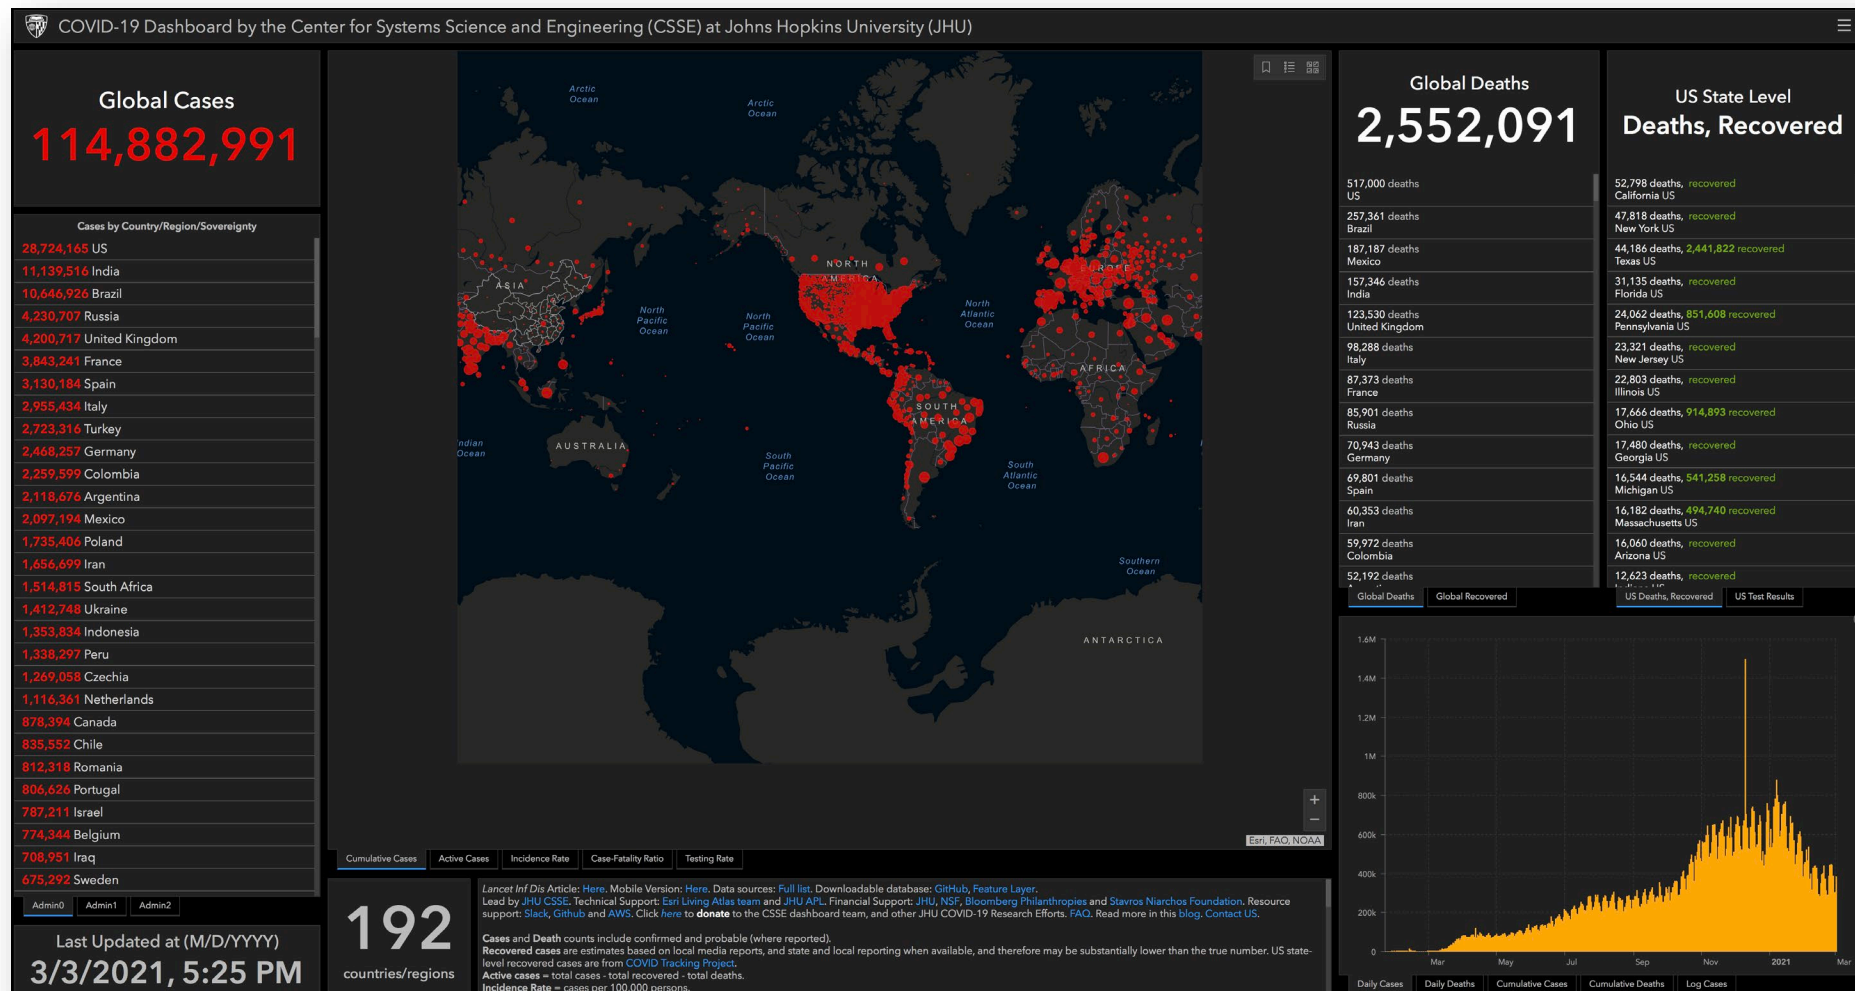 COVID-19 Dashboard by the Center for Systems Science and Engineering (CSSE) at Johns Hopkins University (JHU)
Global Cases
114,882,991
Cases by Country/Region/Sovereignty
28,724,165 US
11,139,516 India
10,646,926 Brazil
4,230,707 Russia
4,200,717 United Kingdom
3,843,241 France
3,130,184 Spain
2,955,434 Italy
2,723,316 Turkey
2,468,257 Germany
2,259,599 Colombia
2,118,676 Argentina
2,097,194 Mexico
1,735,406 Poland
1,656,699 Iran
1,514,815 South Africa
1,412,748 Ukraine
1,353,834 Indonesia
1,338,297 Peru
1,269,058 Czechia
1,116,361 Netherlands
878,394 Canada
835,552 Chile
812,318 Romania
806,626 Portugal
787,211 Israel
774,344 Belgium
708,951 Iraq
675,292 Sweden
Admin0 Admin1 Admin2
Last Updated at (M/D/YYYY)
3/3/2021, 5:25 PM
Arctic
Ocean
Arctic
Ocean
NORTH
AMERICA
EUROPE
ASIA
North
Pacific
Ocean
North
Pacific
Ocean
North
Atlantic
Ocean
AFRICA
SOUTH
AMERICA
AUSTRALIA
Indian
Ocean
South
Pacific
Ocean
South
Atlantic
Ocean
Southern
Ocean
ANTARCTICA
+
−
Esri, FAO, NOAA
Cumulative Cases Active Cases Incidence Rate Case-Fatality Ratio Testing Rate
192
countries/regions
Lancet Inf Dis Article: Here. Mobile Version: Here. Data sources: Full list. Downloadable database: GitHub, Feature Layer.
Lead by JHU CSSE. Technical Support: Esri Living Atlas team and JHU APL. Financial Support: JHU, NSF, Bloomberg Philanthropies and Stavros Niarchos Foundation. Resource
support: Slack, Github and AWS. Click here to donate to the CSSE dashboard team, and other JHU COVID-19 Research Efforts. FAQ. Read more in this blog. Contact US.
Cases and Death counts include confirmed and probable (where reported).
Recovered cases are estimates based on local media reports, and state and local reporting when available, and therefore may be substantially lower than the true number. US state-
level recovered cases are from COVID Tracking Project.
Active cases = total cases - total recovered - total deaths.
Incidence Rate = cases per 100,000 persons.
Global Deaths
2,552,091
517,000 deaths
US
257,361 deaths
Brazil
187,187 deaths
Mexico
157,346 deaths
India
123,530 deaths
United Kingdom
98,288 deaths
Italy
87,373 deaths
France
85,901 deaths
Russia
70,943 deaths
Germany
69,801 deaths
Spain
60,353 deaths
Iran
59,972 deaths
Colombia
52,192 deaths
Global Deaths Global Recovered
US State Level
Deaths, Recovered
52,798 deaths, recovered
California US
47,818 deaths, recovered
New York US
44,186 deaths, 2,441,822 recovered
Texas US
31,135 deaths, recovered
Florida US
24,062 deaths, 851,608 recovered
Pennsylvania US
23,321 deaths, recovered
New Jersey US
22,803 deaths, recovered
Illinois US
17,666 deaths, 914,893 recovered
Ohio US
17,480 deaths, recovered
Georgia US
16,544 deaths, 541,258 recovered
Michigan US
16,182 deaths, 494,740 recovered
Massachusetts US
16,060 deaths, recovered
Arizona US
12,623 deaths, recovered
US Deaths, Recovered US Test Results
1.6M
1.4M
1.2M
1M
800k
600k
400k
200k
0
Mar May Jul Sep Nov 2021 Mar
Daily Cases Daily Deaths Cumulative Cases Cumulative Deaths Log Cases